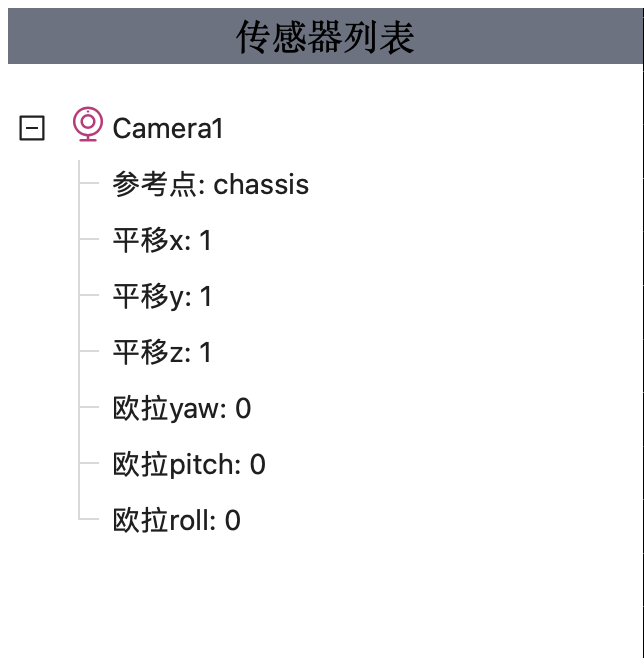 传感器列表
Camera1
参考点: chassis
平移x: 1
平移y: 1
平移z: 1
欧拉yaw: 0
欧拉pitch: 0
欧拉roll: 0